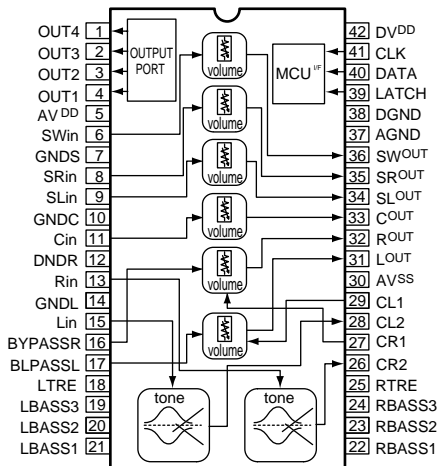 OUT4 1
OUT3 2
OUT2 3
OUT1 4
AVDD 5
SWin 6
GNDS 7
SRin 8
SLin 9
GNDC 10
Cin 11
DNDR 12
Rin 13
GNDL 14
Lin 15
BYPASSR 16
BLPASSL 17
LTRE 18
LBASS3 19
LBASS2 20
LBASS1 21
OUTPUT
PORT
volume
volume
volume
volume
volume
volume
tone
tone
MCU I/F
42 DVDD
41 CLK
40 DATA
39 LATCH
38 DGND
37 AGND
36 SWOUT
35 SROUT
34 SLOUT
33 COUT
32 ROUT
31 LOUT
30 AVSS
29 CL1
28 CL2
27 CR1
26 CR2
25 RTRE
24 RBASS3
23 RBASS2
22 RBASS1